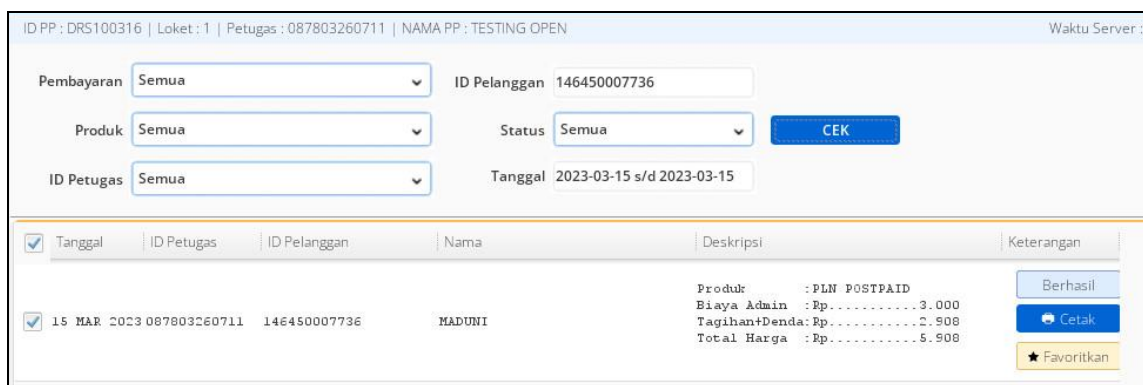 ID PP : DRS100316 | Loket : 1 | Petugas : 087803260711 | NAMA PP : TESTING OPEN Waktu Server :
Pembayaran Semua ID Pelanggan 146450007736
Produk Semua Status Semua CEK
ID Petugas Semua Tanggal 2023-03-15 s/d 2023-03-15
Tanggal ID Petugas ID Pelanggan Nama Deskripsi Keterangan
Produk :PLN POSTPAID Berhasil
Biaya Admin :Rp...........3.000
15 MAR 2023 087803260711 146450007736 MADUNI Tagihan+Denda:Rp...........2.908 Cetak
Total Harga :Rp...........5.908
Favoritkan